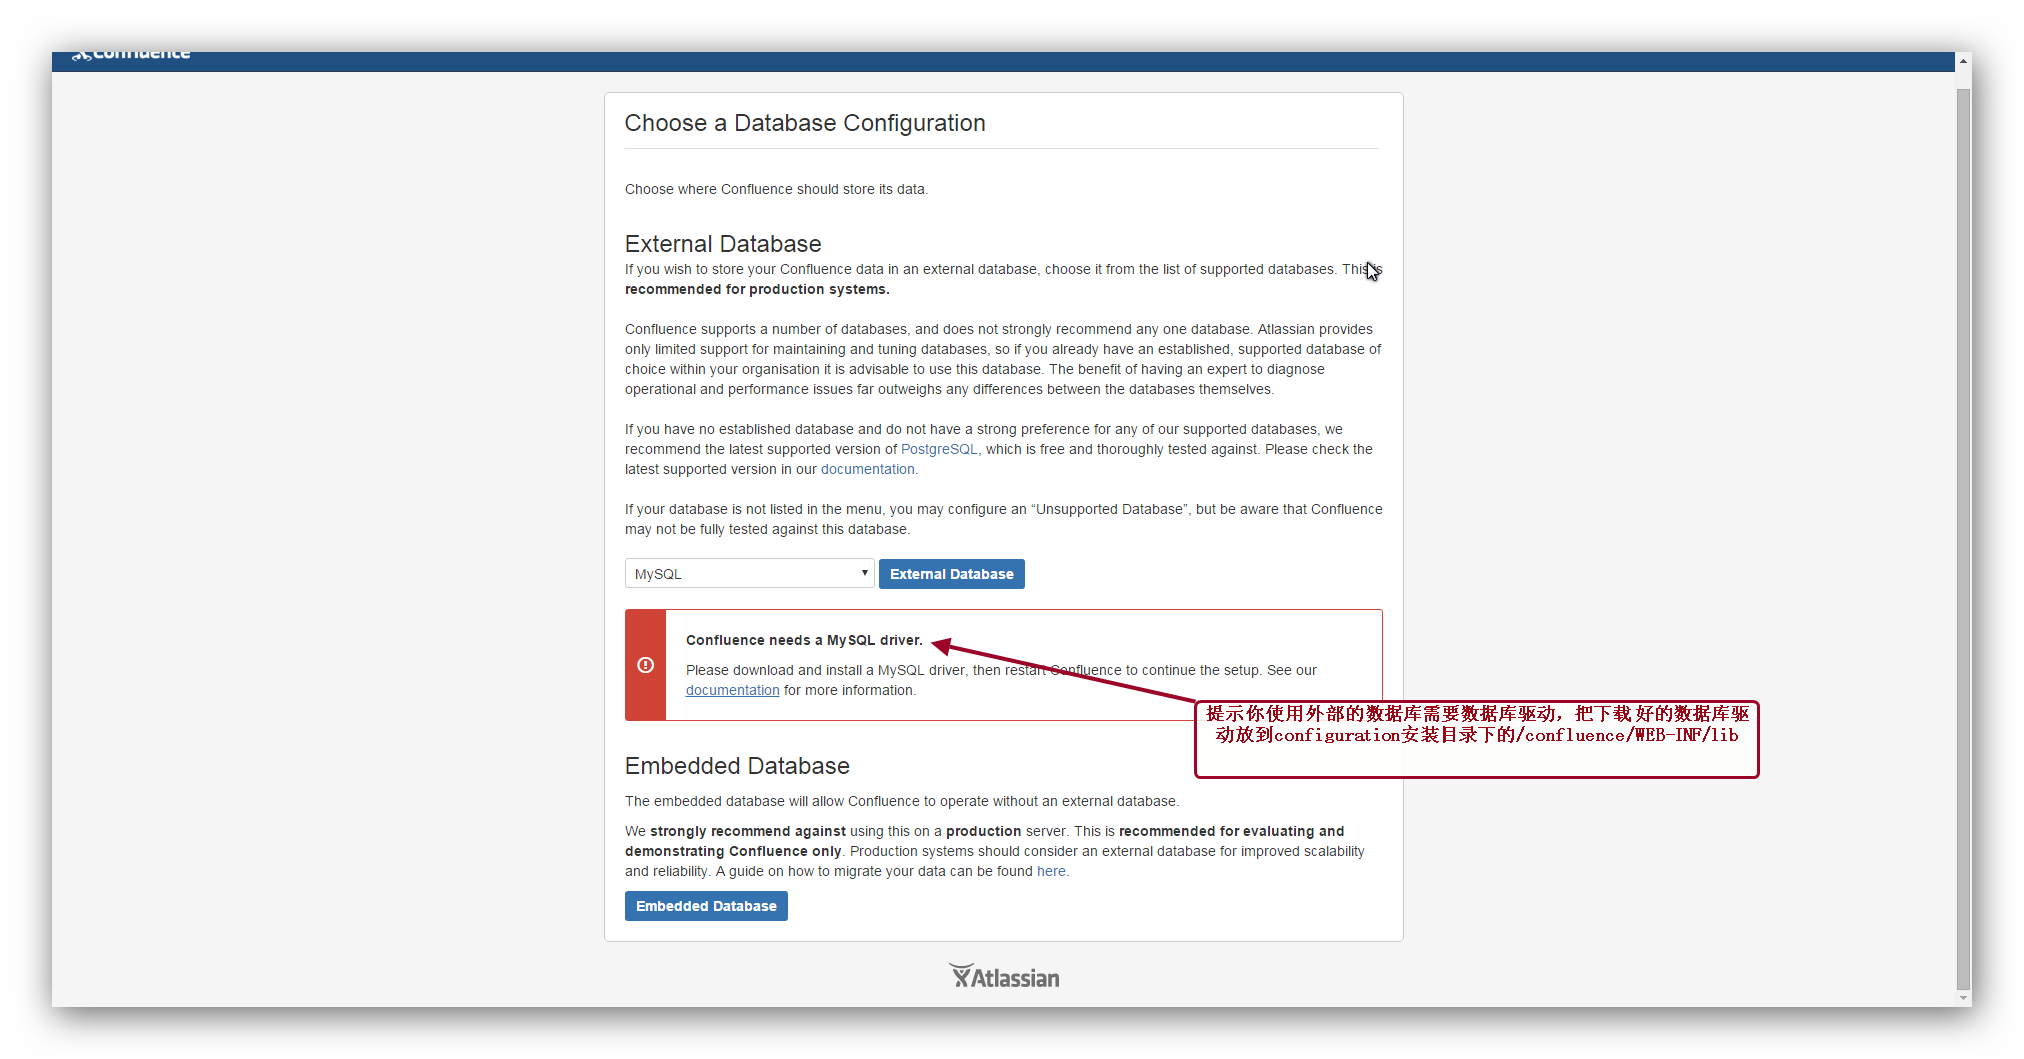 Confluence
Choose a Database Configuration
Choose where Confluence should store its data.
External Database
If you wish to store your Confluence data in an external database, choose it from the list of supported databases. This is
recommended for production systems.
Confluence supports a number of databases, and does not strongly recommend any one database. Atlassian provides
only limited support for maintaining and tuning databases, so if you already have an established, supported database of
choice within your organisation it is advisable to use this database. The benefit of having an expert to diagnose
operational and performance issues far outweighs any differences between the databases themselves.
If you have no established database and do not have a strong preference for any of our supported databases, we
recommend the latest supported version of PostgreSQL, which is free and thoroughly tested against. Please check the
latest supported version in our documentation.
If your database is not listed in the menu, you may configure an “Unsupported Database”, but be aware that Confluence
may not be fully tested against this database.
MySQL External Database
Confluence needs a MySQL driver.
Please download and install a MySQL driver, then restart Confluence to continue the setup. See our
documentation for more information.
提示你使用外部的数据库需要数据库驱动，把下载好的数据库驱
动放到configuration安装目录下的/confluence/WEB-INF/lib
Embedded Database
The embedded database will allow Confluence to operate without an external database.
We strongly recommend against using this on a production server. This is recommended for evaluating and
demonstrating Confluence only. Production systems should consider an external database for improved scalability
and reliability. A guide on how to migrate your data can be found here.
Embedded Database
Atlassian